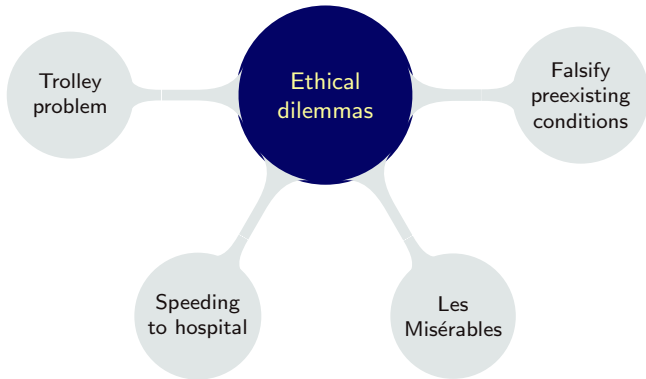 Ethical
dilemmas
Trolley
problem
Speeding
to hospital
Les
Misérables
Falsify
preexisting
conditions